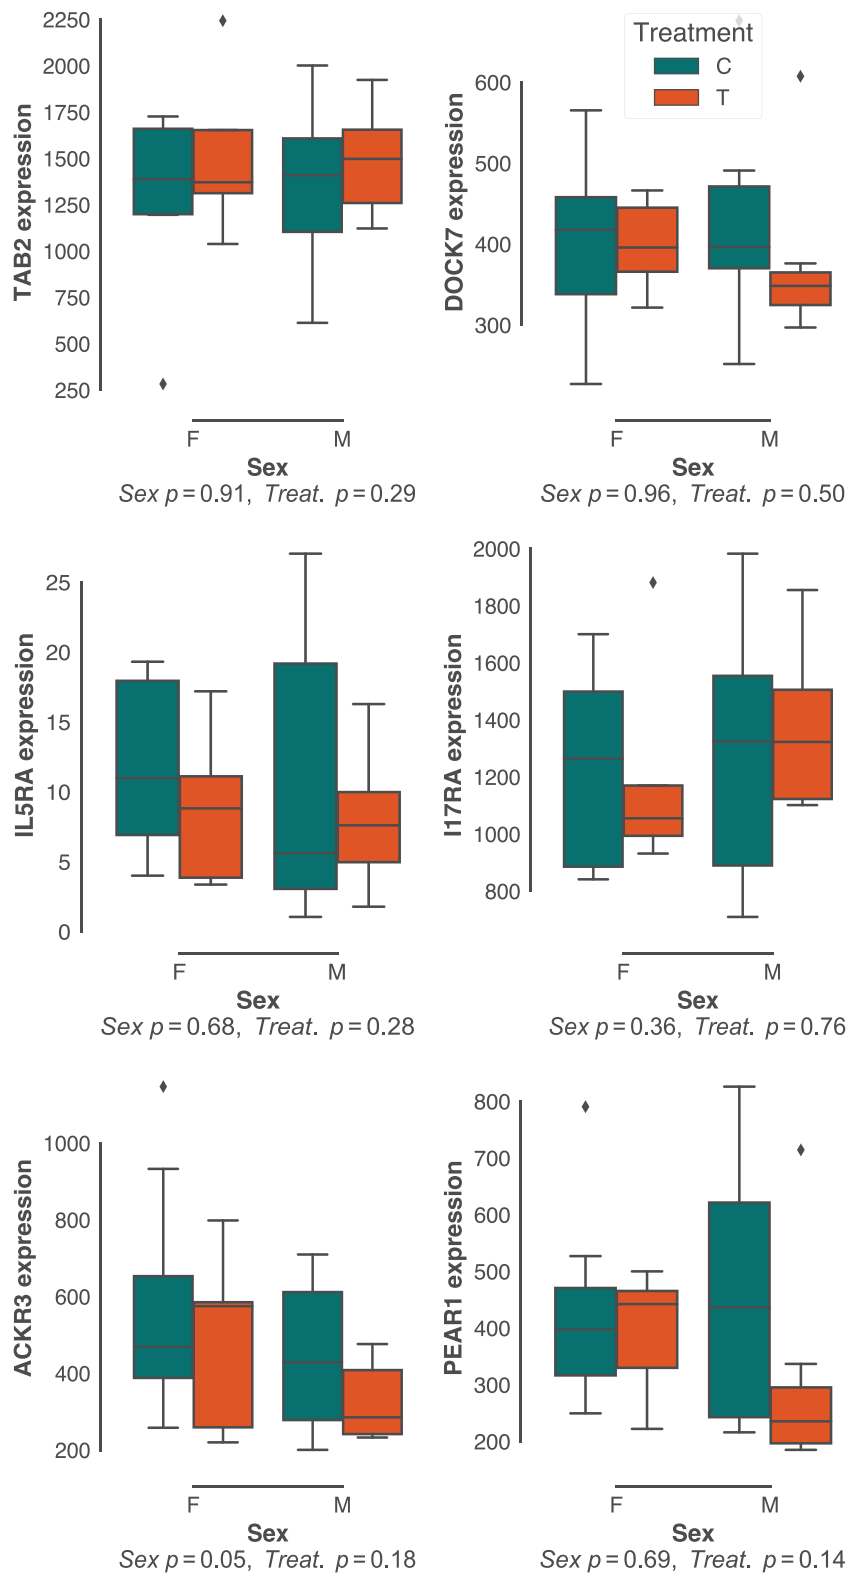 2250
2000
1750
1500
1250
1000
750
500
250
TAB2 expression
F M
Sex
Sex p = 0.91, Treat. p = 0.29
Treatment
C
T
600
500
400
300
DOCK7 expression
F M
Sex
Sex p = 0.96, Treat. p = 0.50
25
20
15
10
5
0
IL5RA expression
F M
Sex
Sex p = 0.68, Treat. p = 0.28
2000
1800
1600
1400
1200
1000
800
I17RA expression
F M
Sex
Sex p = 0.36, Treat. p = 0.76
1000
800
600
400
200
ACKR3 expression
F M
Sex
Sex p = 0.05, Treat. p = 0.18
800
700
600
500
400
300
200
PEAR1 expression
F M
Sex
Sex p = 0.69, Treat. p = 0.14